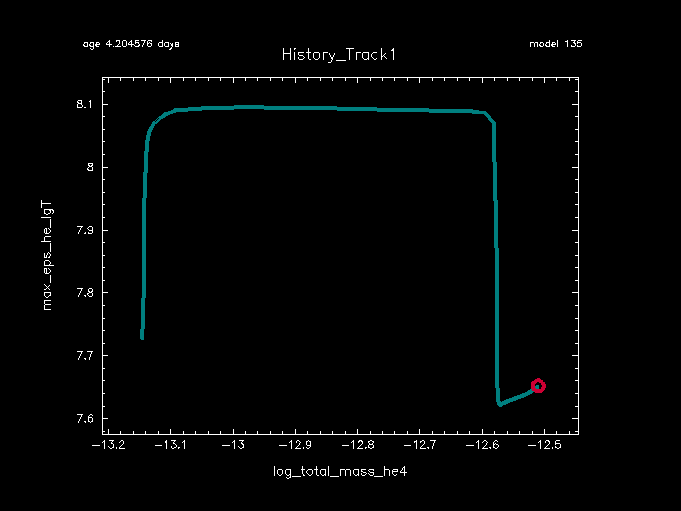 age 4.204576 days
model 135
History_Track1
8.1
8
7.9
7.8
7.7
7.6
max_eps_he_lgT
-13.2
-13.1
-13
-12.9
-12.8
-12.7
-12.6
-12.5
log_total_mass_he4